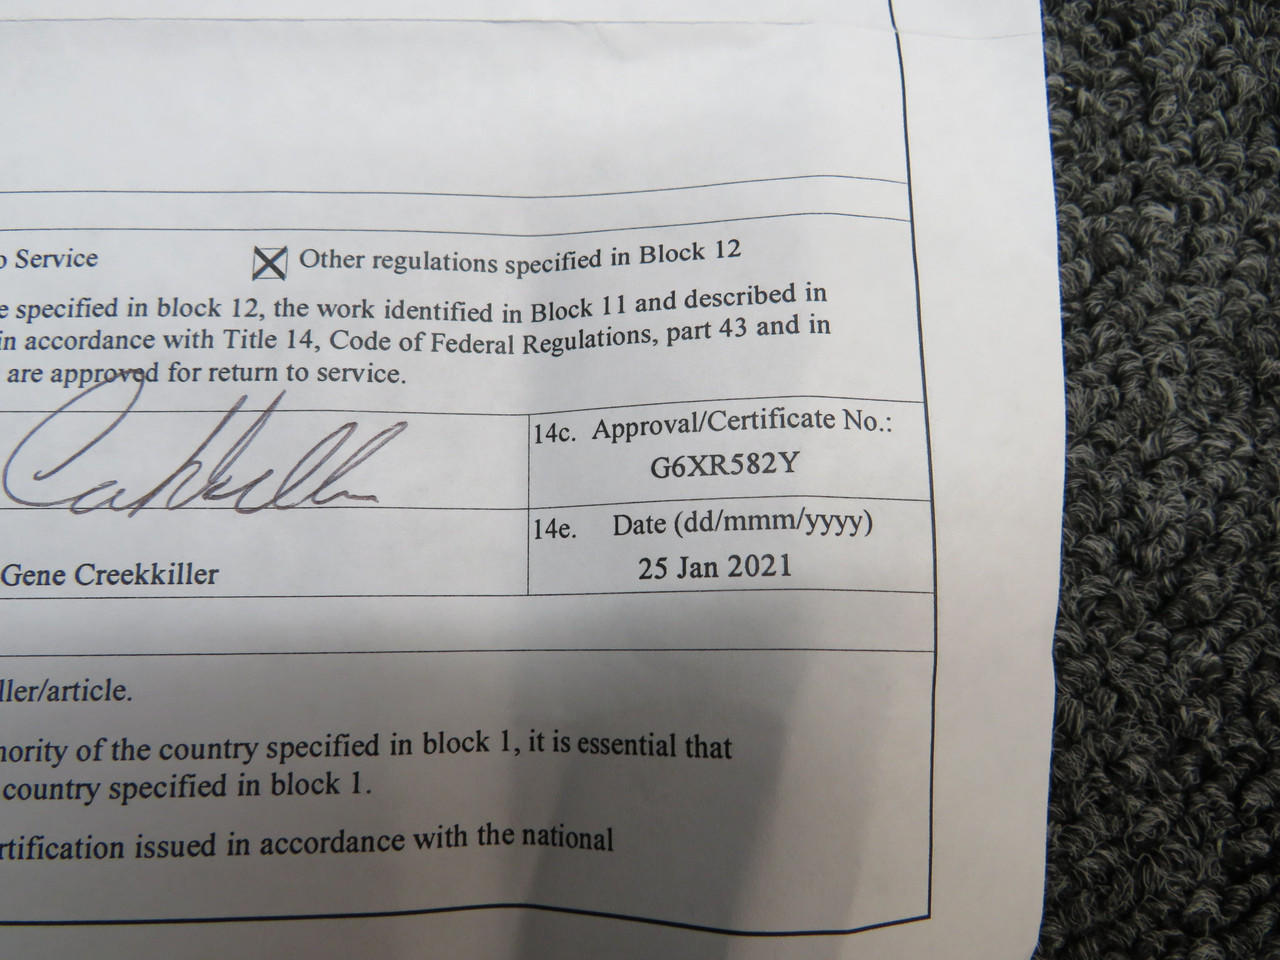 Service
Other regulations specified in Block 12
specified in block 12, the work identified in Block 11 and described in
in accordance with Title 14, Code of Federal Regulations, part 43 and in
are approved for return to service.
14c. Approval/Certificate No.:
G6XR582Y
14e. Date (dd/mmm/yyyy)
Gene Creekkiller
25 Jan 2021
ller/article.
hority of the country specified in block 1, it is essential that
country specified in block 1.
rtification issued in accordance with the national